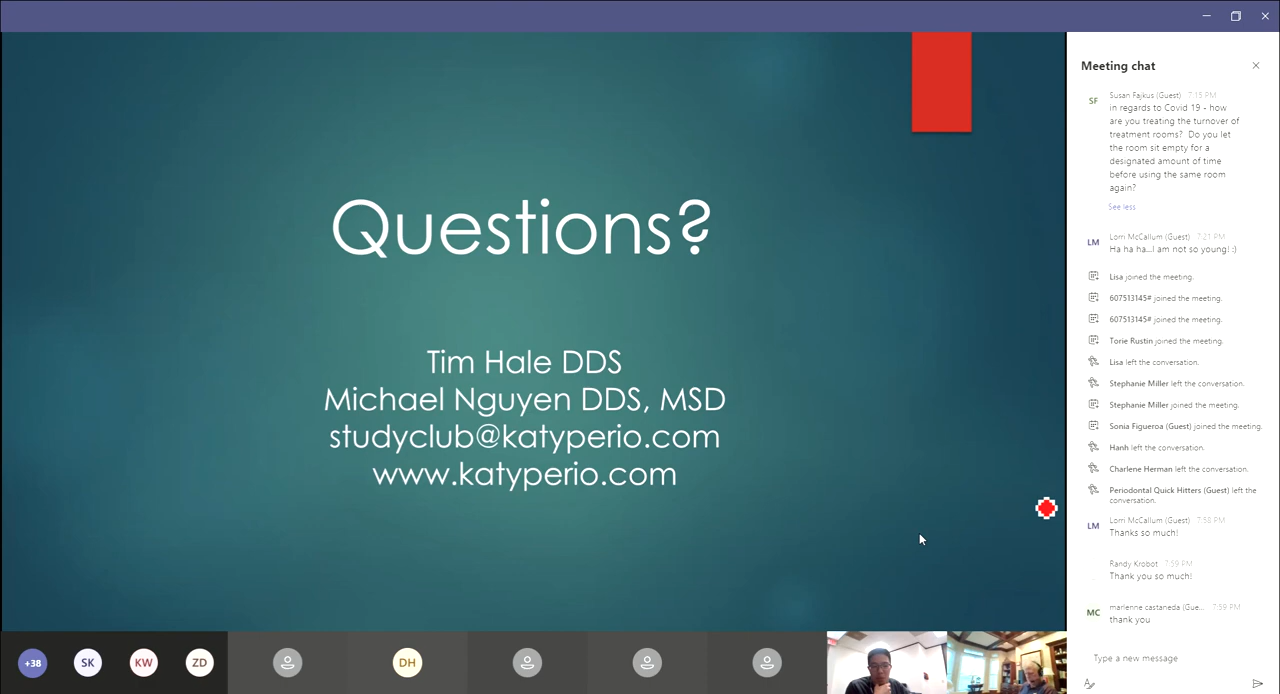 Questions?
Tim Hale DDS
Michael Nguyen DDS, MSD
studyclub@katyperio.com
www.katyperio.com
+38
SK
KW
ZD
DH
Meeting chat
SF
Susan Fajkus (Guest) 7:15 PM
in regards to Covid 19 - how
are you treating the turnover of
treatment rooms? Do you let
the room sit empty for a
designated amount of time
before using the same room
again?
See less
LM
Lorri McCallum (Guest) 7:21 PM
Ha ha ha...I am not so young! :)
Lisa joined the meeting.
607513145# joined the meeting.
607513145# joined the meeting.
Torie Rustin joined the meeting.
Lisa left the conversation.
Stephanie Miller left the conversation.
Stephanie Miller joined the meeting.
Sonia Figueroa (Guest) joined the meeting.
Hanh left the conversation.
Charlene Herman left the conversation.
Periodontal Quick Hitters (Guest) left the
conversation.
LM
Lorri McCallum (Guest) 7:58 PM
Thanks so much!
Randy Krobot 7:59 PM
Thank you so much!
MC
marlenne castaneda (Gue... 7:59 PM
thank you
Type a new message